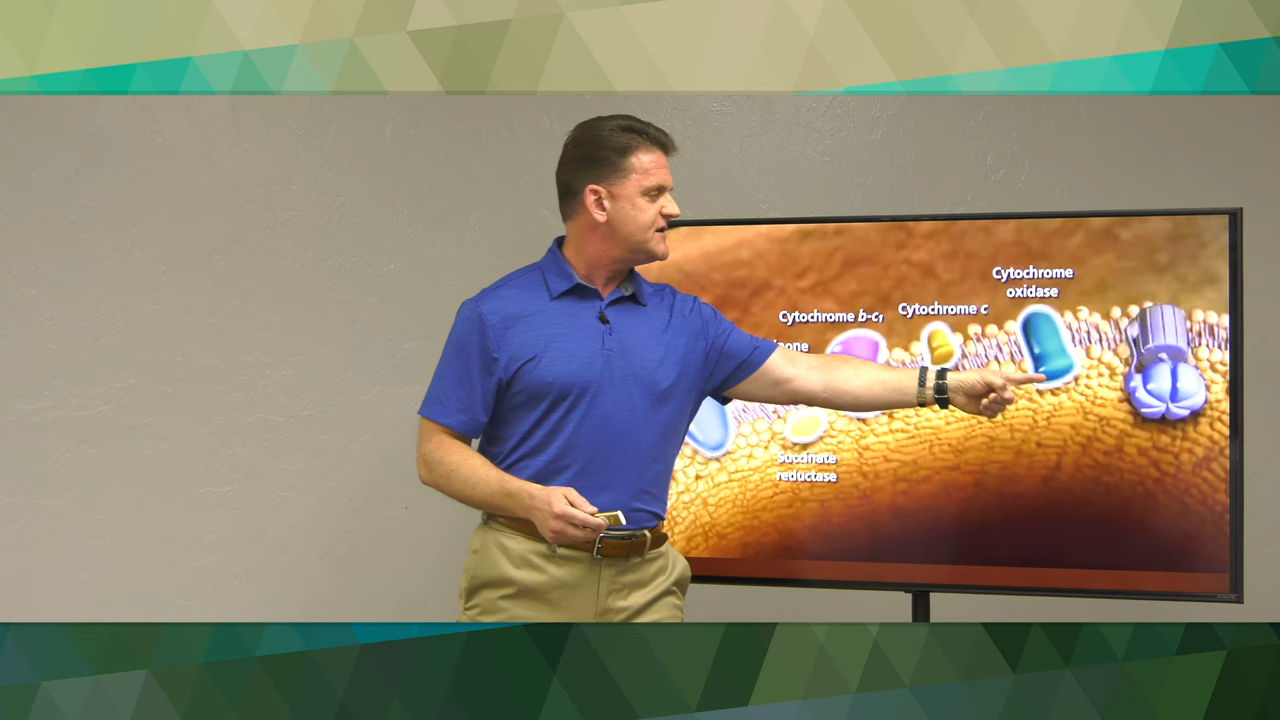 Cytochrome
oxidase
Cytochrome b-c₁
Cytochrome c
Succinate
reductase